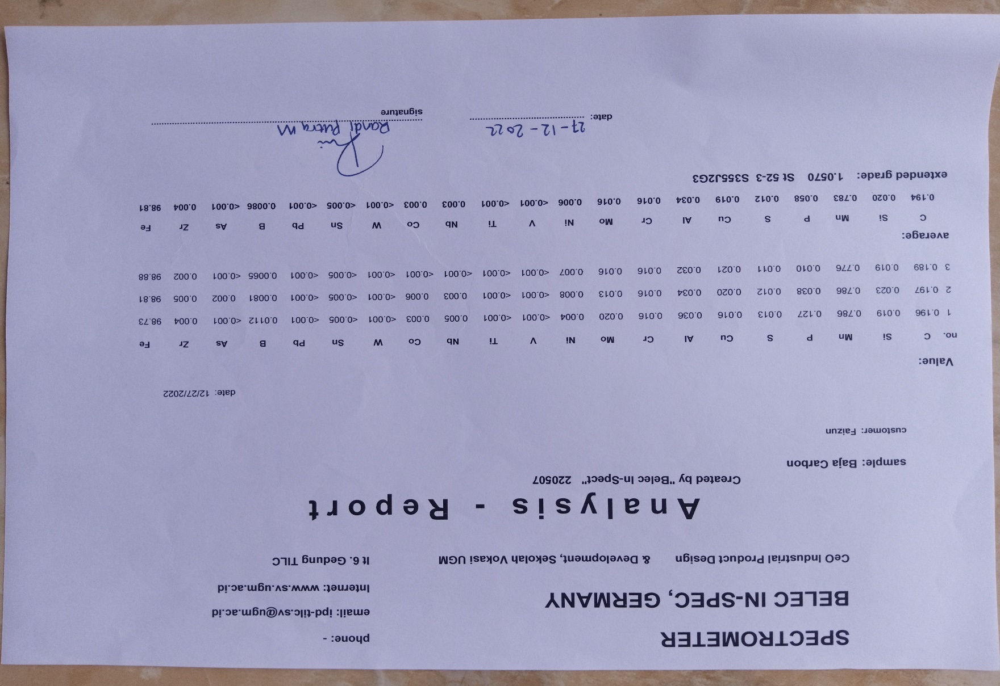 SPECTROMETER
phone: -
BELEC IN-SPEC, GERMANY
email: ipd-tilc.sv@ugm.ac.id
Internet: www.sv.ugm.ac.id
CeO Industrial Product Design & Development, Sekolah Vokasi UGM
lt 6. Gedung TILC
Analysis - Report
Created by "Belec In-Spect" 220507
sample: Baja Carbon
customer: Faizun
date: 12/27/2022
Value:
no. C Si Mn P S Cu Al Cr Mo Ni V Ti Nb Co W Sn Pb B As Zr Fe
1 0.196 0.019 0.786 0.127 0.013 0.016 0.036 0.016 0.020 0.004 <0.001 <0.001 0.005 0.003 <0.001 <0.005 <0.001 0.0112 <0.001 0.004 98.73
2 0.197 0.023 0.786 0.038 0.012 0.020 0.034 0.016 0.013 0.008 <0.001 <0.001 0.003 0.006 <0.001 <0.005 <0.001 0.0081 0.002 0.005 98.81
3 0.189 0.019 0.776 0.010 0.011 0.021 0.032 0.016 0.016 0.007 <0.001 <0.001 <0.001 <0.001 <0.001 <0.005 <0.001 0.0065 <0.001 0.002 98.88
average:
C Si Mn P S Cu Al Cr Mo Ni V Ti Nb Co W Sn Pb B As Zr Fe
0.194 0.020 0.783 0.058 0.012 0.019 0.034 0.016 0.016 0.006 <0.001 <0.001 0.003 0.003 <0.001 <0.005 <0.001 0.0086 <0.001 0.004 98.81
extended grade: 1.0570 St 52-3 S355J2G3
27-12-2022
Randi Putra M
date:
signature